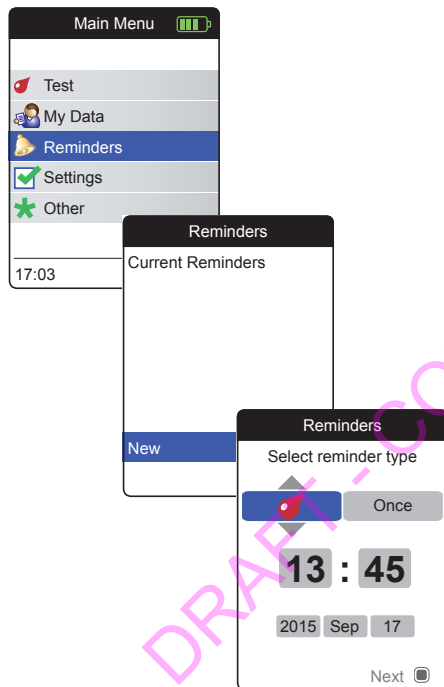 Main Menu
Test
My Data
Reminders
Settings
Other
17:03
Reminders
Current Reminders
New
Reminders
Select reminder type
Once
13 : 45
2015 Sep 17
Next
DRAFT - CO